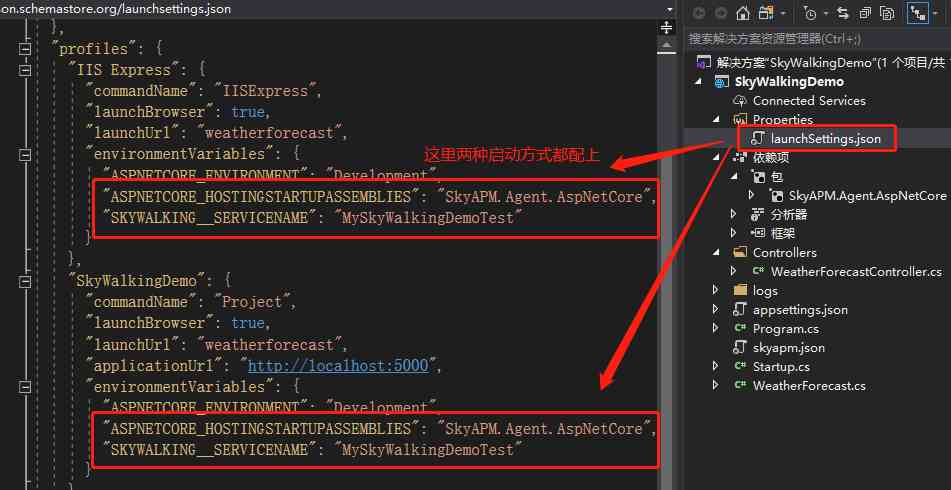 on.schemastore.org/launchsettings.json
},
"profiles": {
"IIS Express": {
"commandName": "IISExpress",
"launchBrowser": true,
"launchUrl": "weatherforecast",
"environmentVariables": {
"ASPNETCORE_ENVIRONMENT": "Development",
"ASPNETCORE_HOSTINGSTARTUPASSEMBLIES": "SkyAPM.Agent.AspNetCore",
"SKYWALKING__SERVICENAME": "MySkyWalkingDemoTest"
}
},
"SkyWalkingDemo": {
"commandName": "Project",
"launchBrowser": true,
"launchUrl": "weatherforecast",
"applicationUrl": "http://localhost:5000",
"environmentVariables": {
"ASPNETCORE_ENVIRONMENT": "Development",
"ASPNETCORE_HOSTINGSTARTUPASSEMBLIES": "SkyAPM.Agent.AspNetCore",
"SKYWALKING__SERVICENAME": "MySkyWalkingDemoTest"
}
}
这里两种启动方式都配上
搜索解决方案资源管理器(Ctrl+;)
解决方案"SkyWalkingDemo"(1 个项目/共 1
SkyWalkingDemo
Connected Services
Properties
launchSettings.json
依赖项
包
SkyAPM.Agent.AspNetCore
分析器
框架
Controllers
C# WeatherForecastController.cs
logs
appsettings.json
C# Program.cs
skyapm.json
C# Startup.cs
C# WeatherForecast.cs